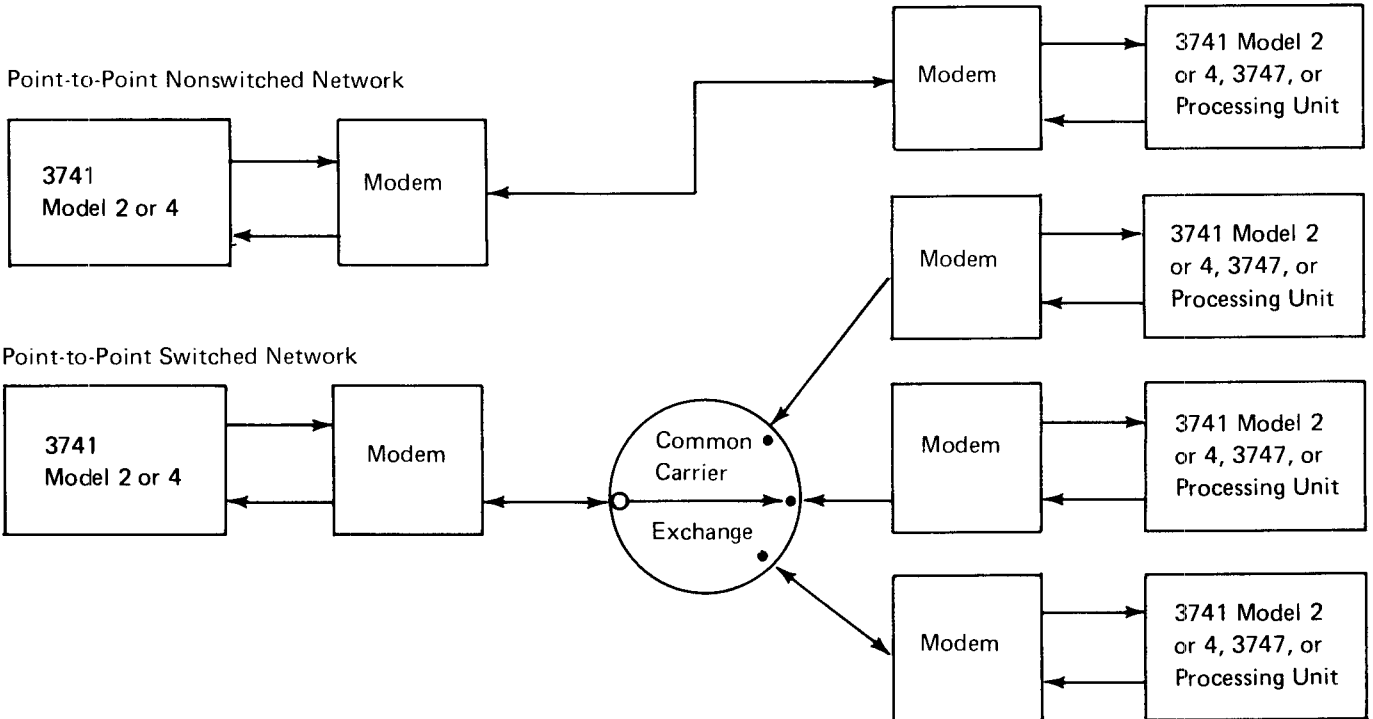 Point-to-Point Nonswitched Network
3741
Model 2 or 4
Modem
Modem
3741 Model 2
or 4, 3747, or
Processing Unit
Modem
3741 Model 2
or 4, 3747, or
Processing Unit
Point-to-Point Switched Network
3741
Model 2 or 4
Modem
Common
Carrier
Exchange
Modem
3741 Model 2
or 4, 3747, or
Processing Unit
Modem
3741 Model 2
or 4, 3747, or
Processing Unit